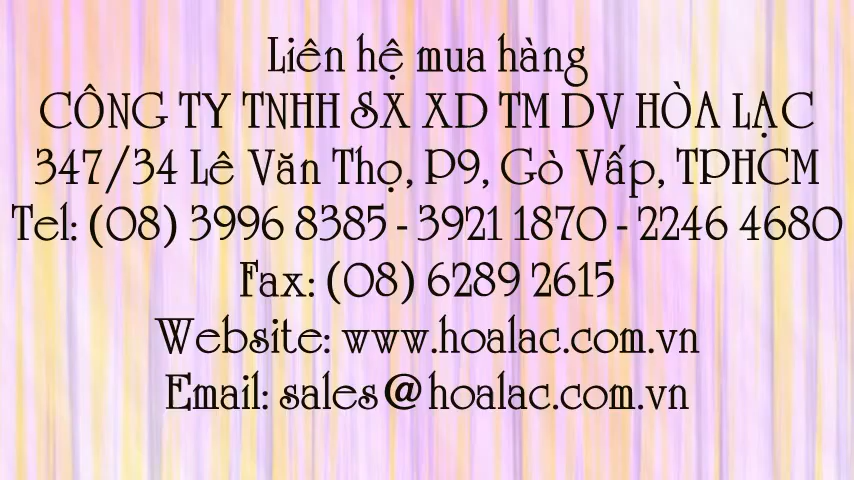 Liên hệ mua hàng
CÔNG TY TNHH SX XD TM DV HÒA LẠC
347/34 Lê Văn Thọ, P9, Gò Vấp, TPHCM
Tel: (08) 3996 8385 - 3921 1870 - 2246 4680
Fax: (08) 6289 2615
Website: www.hoalac.com.vn
Email: sales@hoalac.com.vn